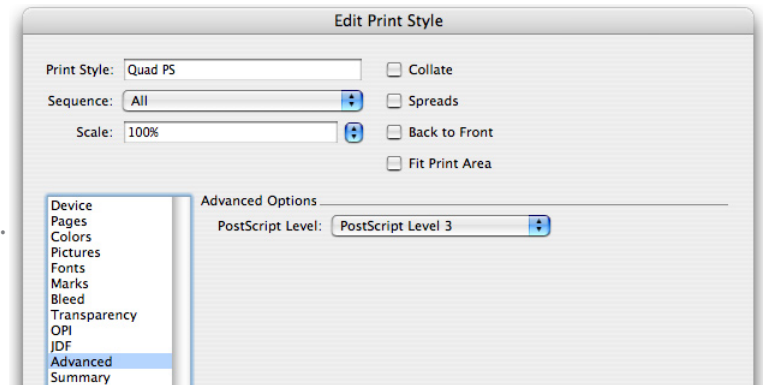 Edit Print Style
Print Style: Quad PS
Collate
Sequence: All
Spreads
Scale: 100%
Back to Front
Fit Print Area
Device
Pages
Colors
Pictures
Fonts
Marks
Bleed
Transparency
OPI
JDF
Advanced
Summary
Advanced Options
PostScript Level: PostScript Level 3